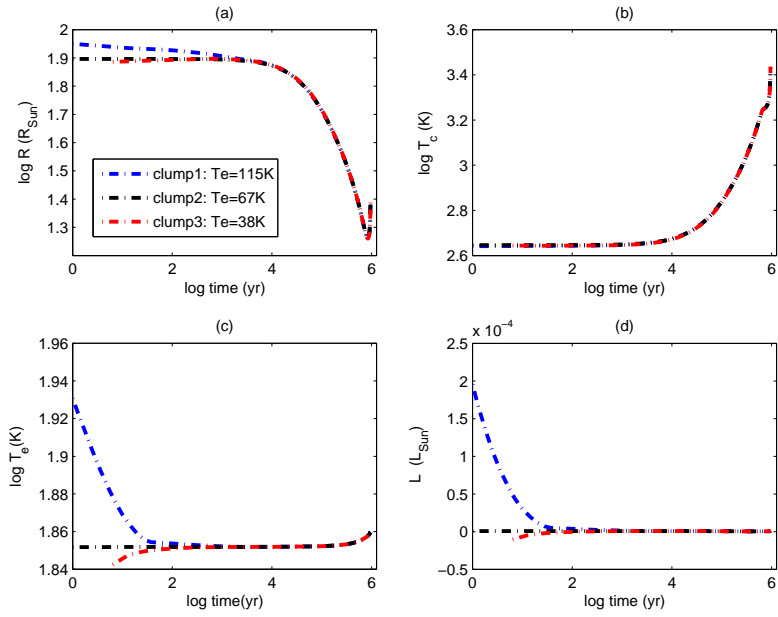 (a)
2
1.9
1.8
1.7
1.6
1.5
1.4
1.3
log R (R_Sun)
clump1: Te=115K
clump2: Te=67K
clump3: Te=38K
0 2 4 6
log time (yr)
(b)
3.6
3.4
3.2
3
2.8
2.6
log T_c (K)
0 2 4 6
log time (yr)
(c)
1.96
1.94
1.92
1.9
1.88
1.86
1.84
log T_e(K)
0 2 4 6
log time(yr)
(d)
x 10^−4
2.5
2
1.5
1
0.5
0
−0.5
L (L_Sun)
0 2 4 6
log time (yr)